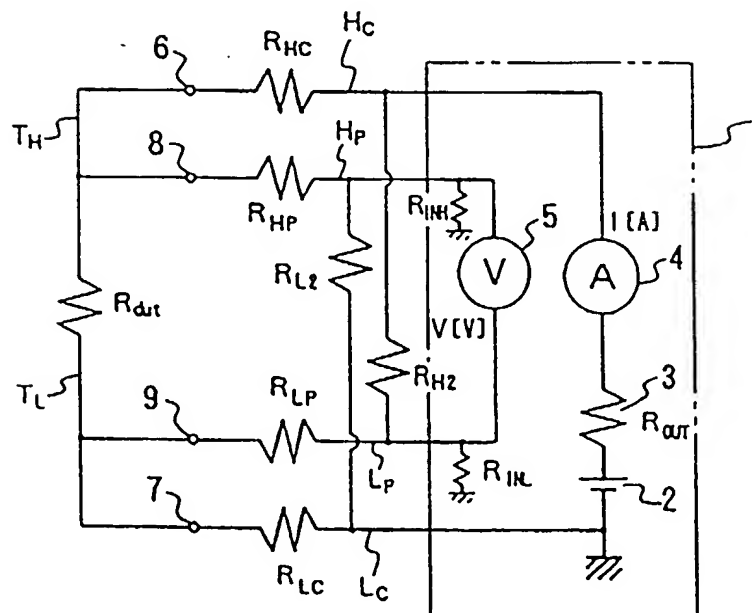 6
R_HC
H_C
T_H
8
H_P
R_HP
R_INH
5
I [A]
4
V
A
R_L2
R_dut
V [V]
T_L
9
R_LP
R_H2
3
R_OUT
L_P
R_INL
2
7
R_LC
L_C